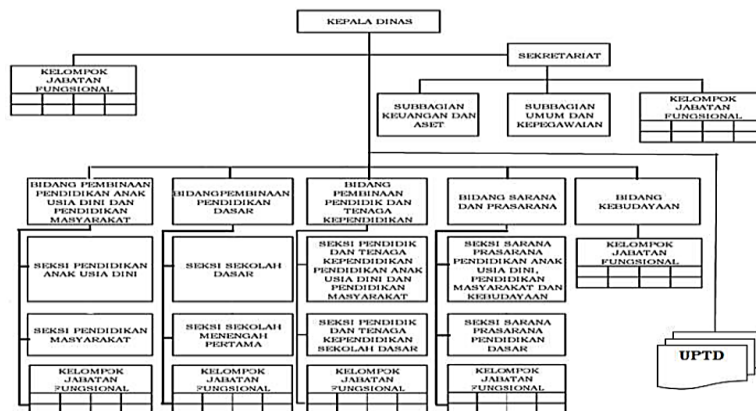 KEPALA DINAS
SEKRETARIAT
KELOMPOK
JABATAN
FUNGSIONAL
SUBBAGIAN
KEUANGAN DAN
ASET
SUBBAGIAN
UMUM DAN
KEPEGAWAIAN
KELOMPOK
JABATAN
FUNGSIONAL
BIDANG PEMBINAAN
PENDIDIKAN ANAK
USIA DINI DAN
PENDIDIKAN
MASYARAKAT
BIDANGPEMBINAAN
PENDIDIKAN
DASAR
BIDANG
PEMBINAAN
PENDIDIK DAN
TENAGA
KEPENDIDIKAN
BIDANG SARANA
DAN PRASARANA
BIDANG
KEBUDAYAAN
SEKSI PENDIDIKAN
ANAK USIA DINI
SEKSI SEKOLAH
DASAR
SEKSI PENDIDIK
DAN TENAGA
KEPENDIDIKAN
PENDIDIKAN ANAK
USIA DINI DAN
PENDIDIKAN
MASYARAKAT
SEKSI SARANA
PRASARANA
PENDIDIKAN ANAK
USIA DINI,
PENDIDIKAN
MASYARAKAT DAN
KEBUDAYAAN
KELOMPOK
JABATAN
FUNGSIONAL
SEKSI PENDIDIKAN
MASYARAKAT
SEKSI SEKOLAH
MENENGAH
PERTAMA
SEKSI PENDIDIK
DAN TENAGA
KEPENDIDIKAN
SEKOLAH DASAR
SEKSI SARANA
PRASARANA
PENDIDIKAN
DASAR
UPTD
KELOMPOK
JABATAN
FUNGSIONAL
KELOMPOK
JABATAN
FUNGSIONAL
KELOMPOK
JABATAN
FUNGSIONAL
KELOMPOK
JABATAN
FUNGSIONAL